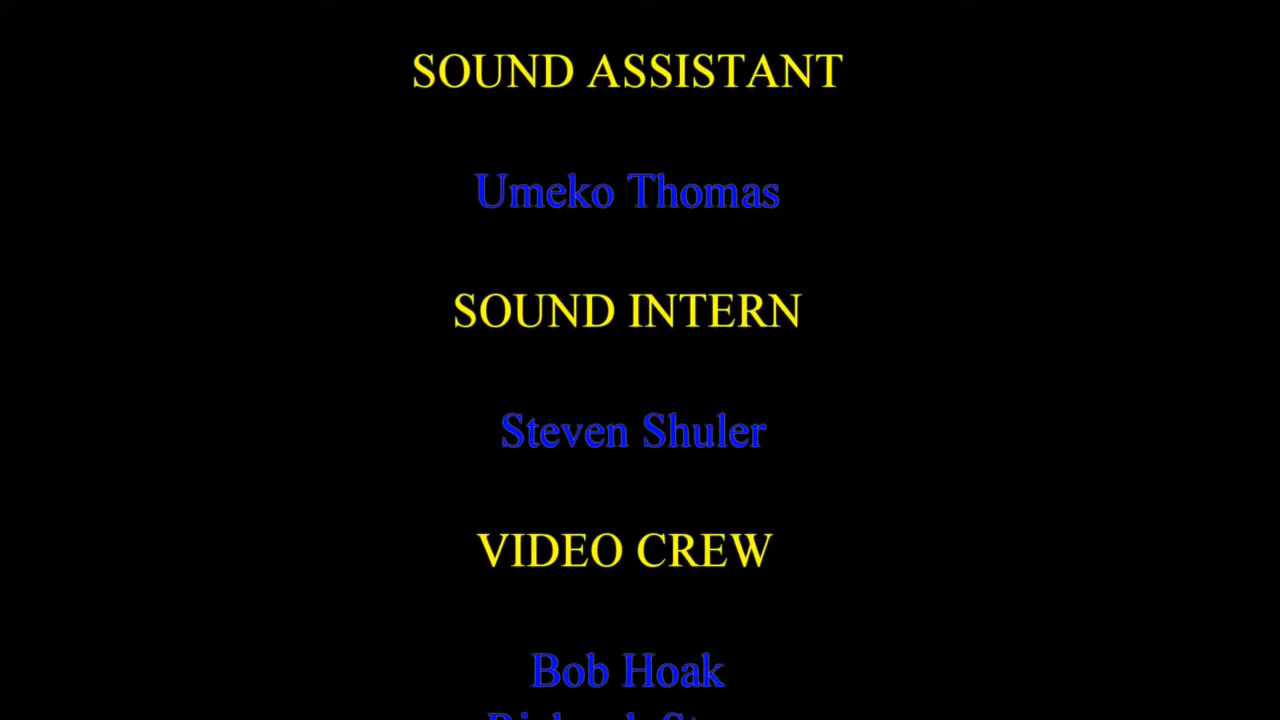 SOUND ASSISTANT
Umeko Thomas
SOUND INTERN
Steven Shuler
VIDEO CREW
Bob Hoak